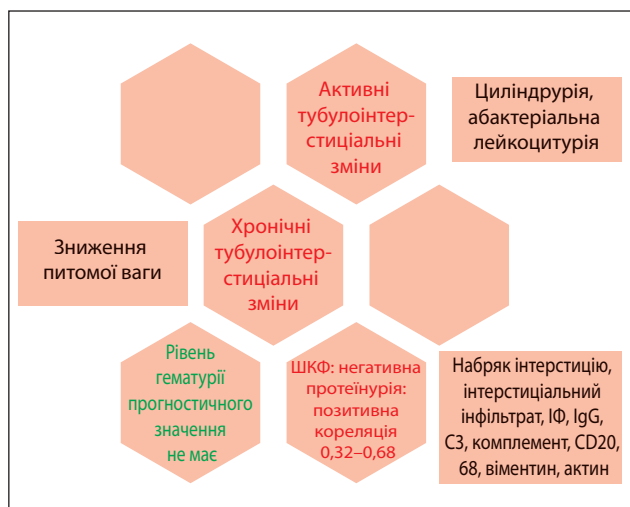 Активні
тубулоінтер-
стиціальні
зміни
Циліндрурія,
абактеріальна
лейкоцитурія
Зниження
питомої ваги
Хронічні
тубулоінтер-
стиціальні
зміни
Рівень
гематурії
прогностичного
значення
не має
ШКФ: негативна
протеїнурія:
позитивна
кореляція
0,32–0,68
Набряк інтерстицію,
інтерстиціальний
інфільтрат, ІФ, IgG,
С3, комплемент, CD20,
68, віментин, актин